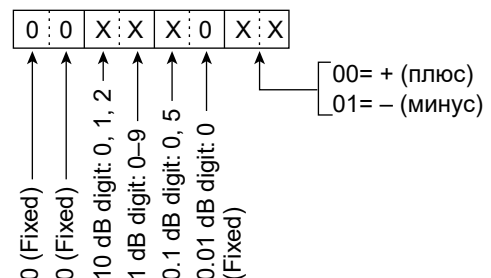 0 0 X X X 0 X X
00= + (плюс)
01= – (минус)
0 (Fixed)
0 (Fixed)
10 dB digit: 0, 1, 2
1 dB digit: 0–9
0.1 dB digit: 0, 5
0.01 dB digit: 0
(Fixed)